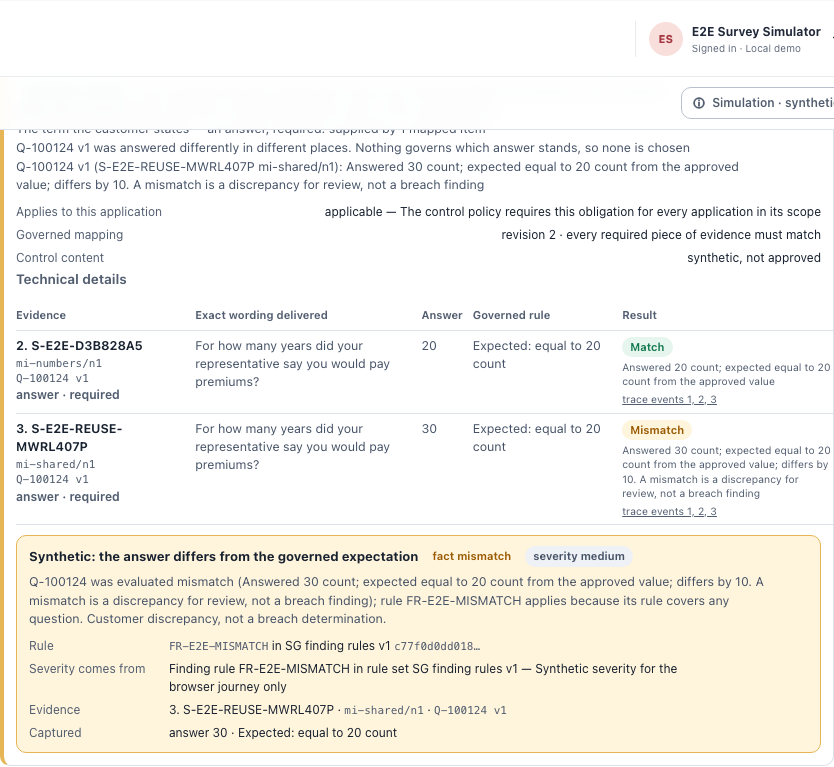 ES
E2E Survey Simulator
Signed in · Local demo
Simulation ·
The term the customer states — an answer, required: supplied by 1 mapped item
Q-100124 v1 was answered differently in different places. Nothing governs which answer stands, so none is chosen
Q-100124 v1 (S-E2E-REUSE-MWRL407P mi-shared/n1): Answered 30 count; expected equal to 20 count from the approved
value; differs by 10. A mismatch is a discrepancy for review, not a breach finding
Applies to this application applicable — The control policy requires this obligation for every application in its scope
Governed mapping revision 2 · every required piece of evidence must match
Control content synthetic, not approved
Technical details
Evidence Exact wording delivered Answer Governed rule Result
2. S-E2E-D3B828A5
mi-numbers/n1
Q-100124 v1
answer · required
For how many years did your
representative say you would pay
premiums?
20
Expected: equal to 20
count
Match
Answered 20 count; expected equal to 20
count from the approved value
trace events 1, 2, 3
3. S-E2E-REUSE-
MWRL407P
mi-shared/n1
Q-100124 v1
answer · required
For how many years did your
representative say you would pay
premiums?
30
Expected: equal to 20
count
Mismatch
Answered 30 count; expected equal to 20
count from the approved value; differs by
10. A mismatch is a discrepancy for
review, not a breach finding
trace events 1, 2, 3
Synthetic: the answer differs from the governed expectation fact mismatch severity medium
Q-100124 was evaluated mismatch (Answered 30 count; expected equal to 20 count from the approved value; differs by 10. A
mismatch is a discrepancy for review, not a breach finding); rule FR-E2E-MISMATCH applies because its rule covers any
question. Customer discrepancy, not a breach determination.
Rule FR-E2E-MISMATCH in SG finding rules v1 c77f0d0dd018…
Severity comes from Finding rule FR-E2E-MISMATCH in rule set SG finding rules v1 — Synthetic severity for the
browser journey only
Evidence 3. S-E2E-REUSE-MWRL407P · mi-shared/n1 · Q-100124 v1
Captured answer 30 · Expected: equal to 20 count